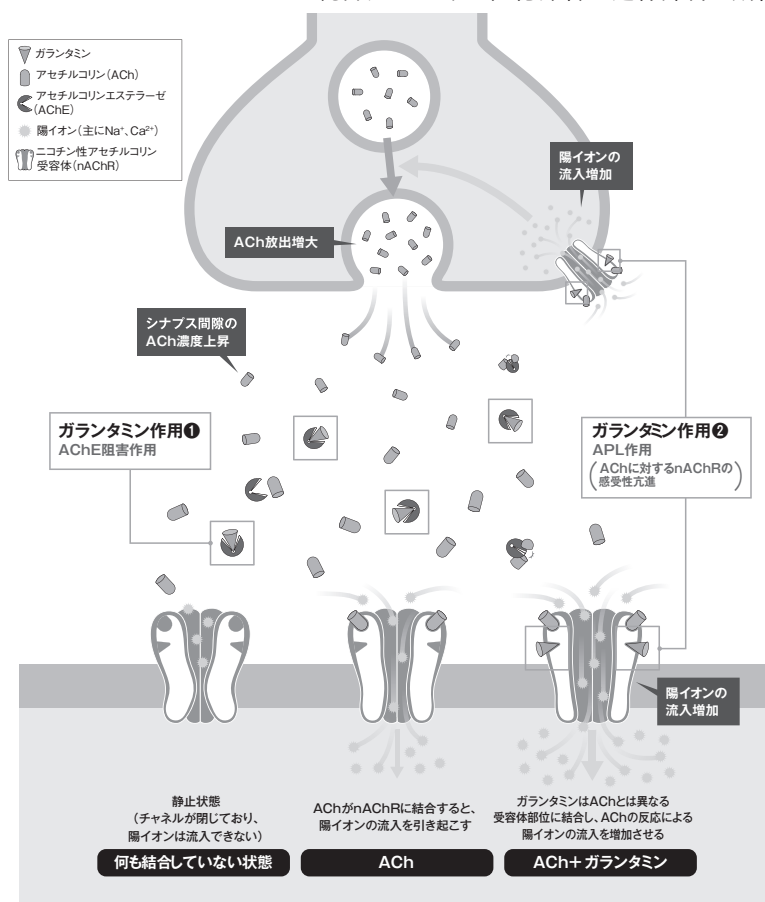 ガランタミン
アセチルコリン(ACh)
アセチルコリンエステラーゼ
(AChE)
陽イオン(主にNa⁺、Ca²⁺)
ニコチン性アセチルコリン
受容体(nAChR)
陽イオンの
流入増加
ACh放出増大
シナプス間隙の
ACh濃度上昇
ガランタミン作用❶
AChE阻害作用
ガランタミン作用❷
APL作用
(AChに対するnAChRの
感受性亢進)
陽イオンの
流入増加
静止状態
(チャネルが閉じており、
陽イオンは流入できない)
何も結合していない状態
AChがnAChRに結合すると、
陽イオンの流入を引き起こす
ACh
ガランタミンはAChとは異なる
受容体部位に結合し、AChの反応による
陽イオンの流入を増加させる
ACh+ガランタミン